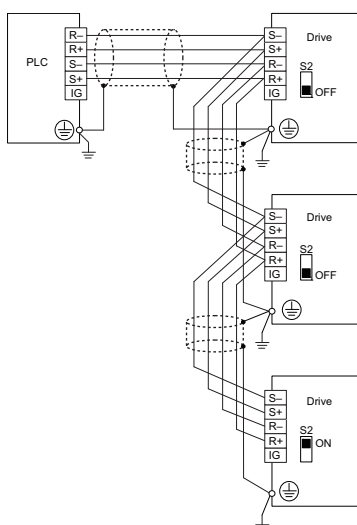 PLC
R–
R+
S–
S+
IG
S–
S+
R–
R+
IG
Drive
S2
OFF
S–
S+
R–
R+
IG
Drive
S2
OFF
S–
S+
R–
R+
IG
Drive
S2
ON